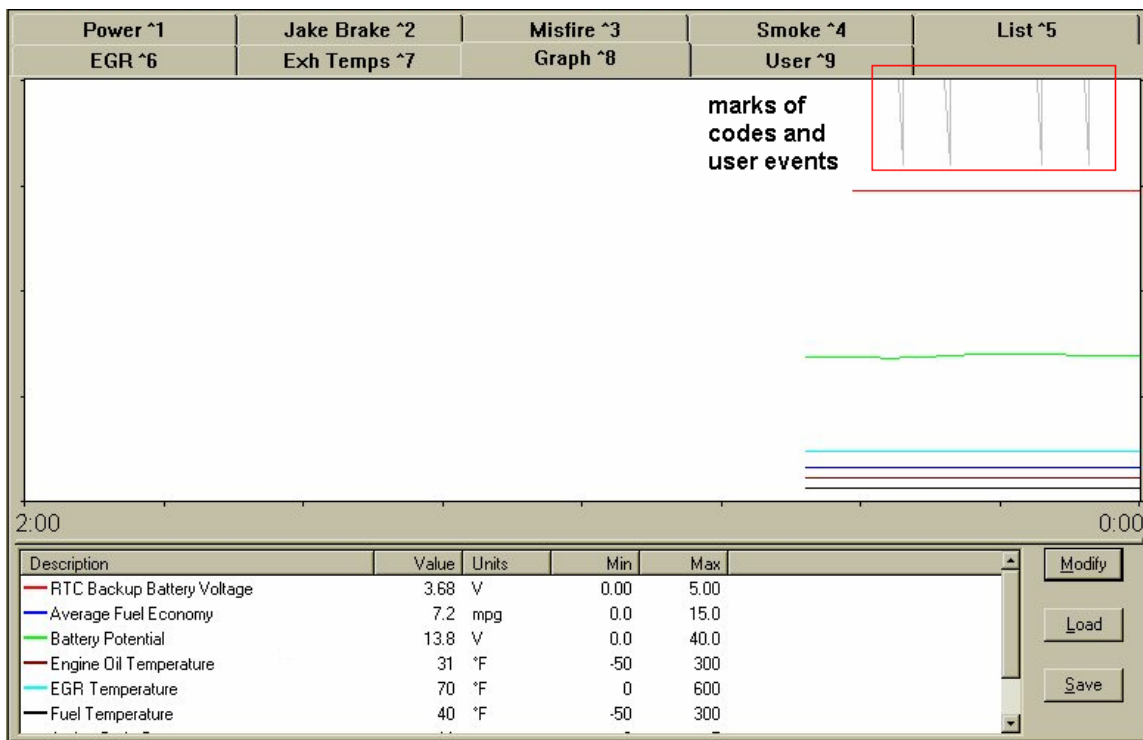 Power ^1 Jake Brake ^2 Misfire ^3 Smoke ^4 List ^5
EGR ^6 Exh Temps ^7 Graph ^8 User ^9
marks of
codes and
user events
2:00 0:00
Description Value Units Min Max
RTC Backup Battery Voltage 3.68 V 0.00 5.00
Average Fuel Economy 7.2 mpg 0.0 15.0
Battery Potential 13.8 V 0.0 40.0
Engine Oil Temperature 31 °F -50 300
EGR Temperature 70 °F 0 600
Fuel Temperature 40 °F -50 300
Modify
Load
Save